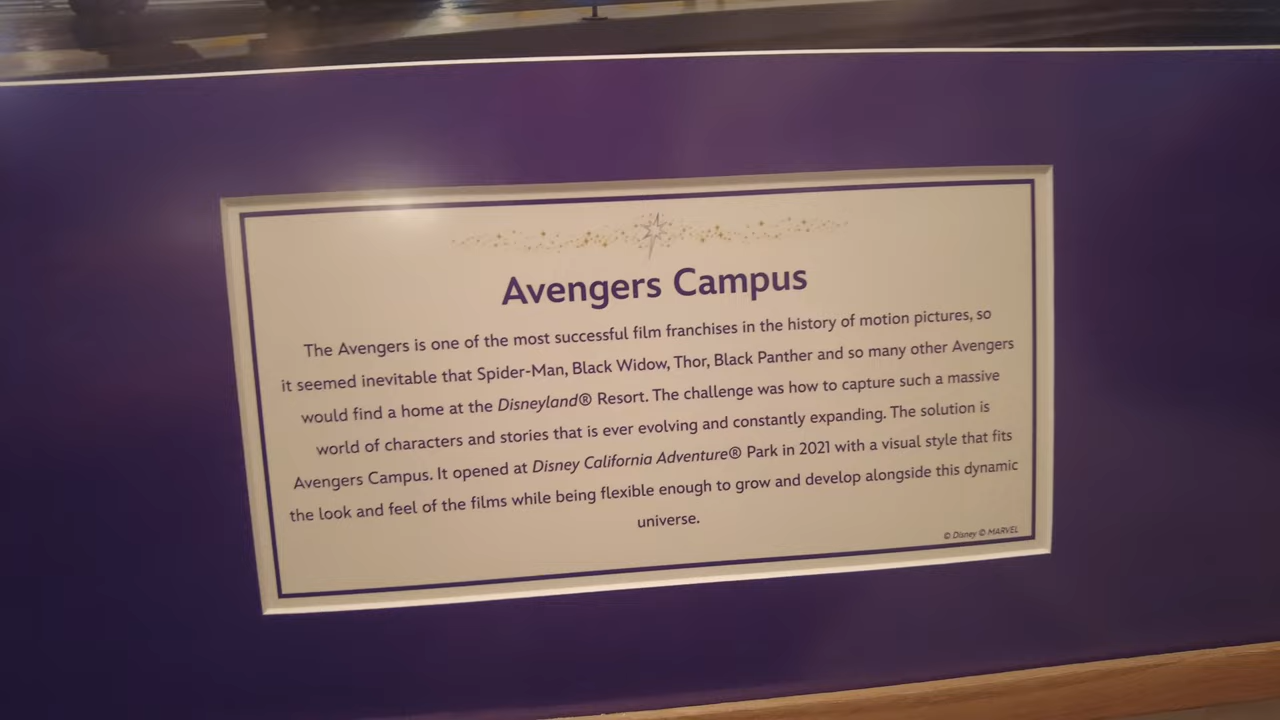 Avengers Campus
The Avengers is one of the most successful film franchises in the history of motion pictures, so
it seemed inevitable that Spider-Man, Black Widow, Thor, Black Panther and so many other Avengers
would find a home at the Disneyland® Resort. The challenge was how to capture such a massive
world of characters and stories that is ever evolving and constantly expanding. The solution is
Avengers Campus. It opened at Disney California Adventure® Park in 2021 with a visual style that fits
the look and feel of the films while being flexible enough to grow and develop alongside this dynamic
universe.
© Disney © MARVEL